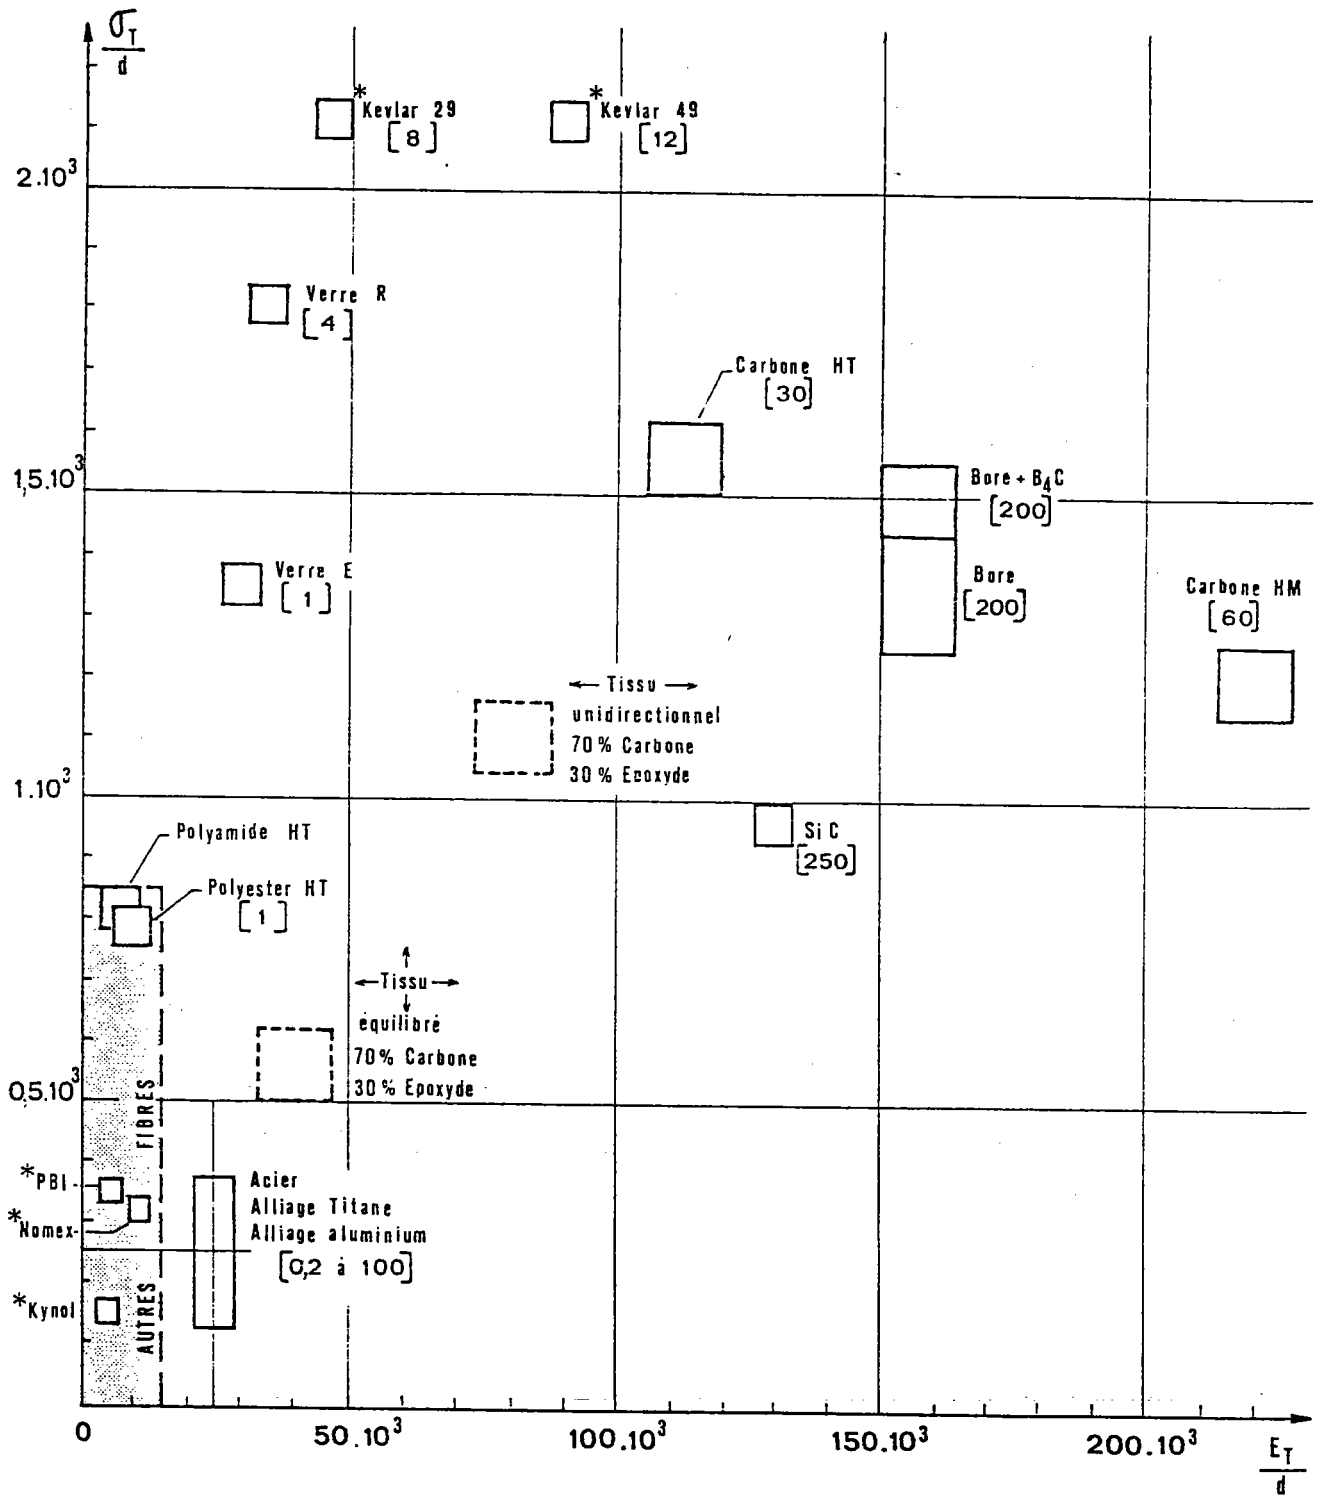 σT
d
* Kevlar 29
[8]
* Kevlar 49
[12]
2.10³
Verre R
[4]
Carbone HT
[30]
1,5.10³
Bore + B4C
[200]
Verre E
[1]
Bore
[200]
Carbone HM
[60]
← Tissu →
unidirectionnel
70% Carbone
30% Epoxyde
1.10³
Polyamide HT
SiC
[250]
Polyester HT
[1]
←Tissu→
équilibré
70% Carbone
30% Epoxyde
0,5.10³
AUTRES FIBRES
*PBI
*Nomex
Acier
Alliage Titane
Alliage aluminium
[0,2 à 100]
*Kynol
0 50.10³ 100.10³ 150.10³ 200.10³
ET
d